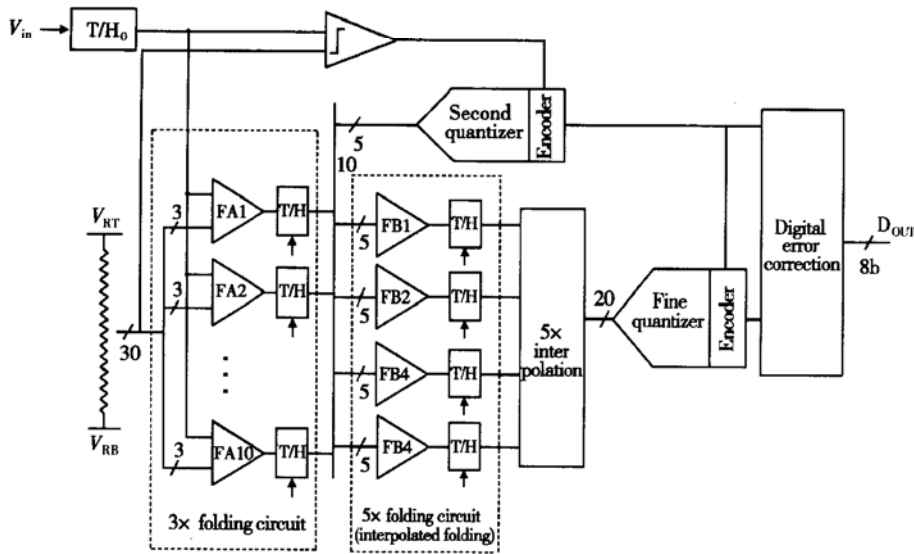 V_in
T/H_0
Second quantizer
Encoder
5
10
V_RT
V_RB
30
3
FA1
T/H
3
FA2
T/H
3
FA10
T/H
3× folding circuit
5
FB1
T/H
5
FB2
T/H
5
FB4
T/H
5
FB4
T/H
5× folding circuit
(interpolated folding)
5×
inter
polation
20
Fine
quantizer
Encoder
Digital
error
correction
D_OUT
8b